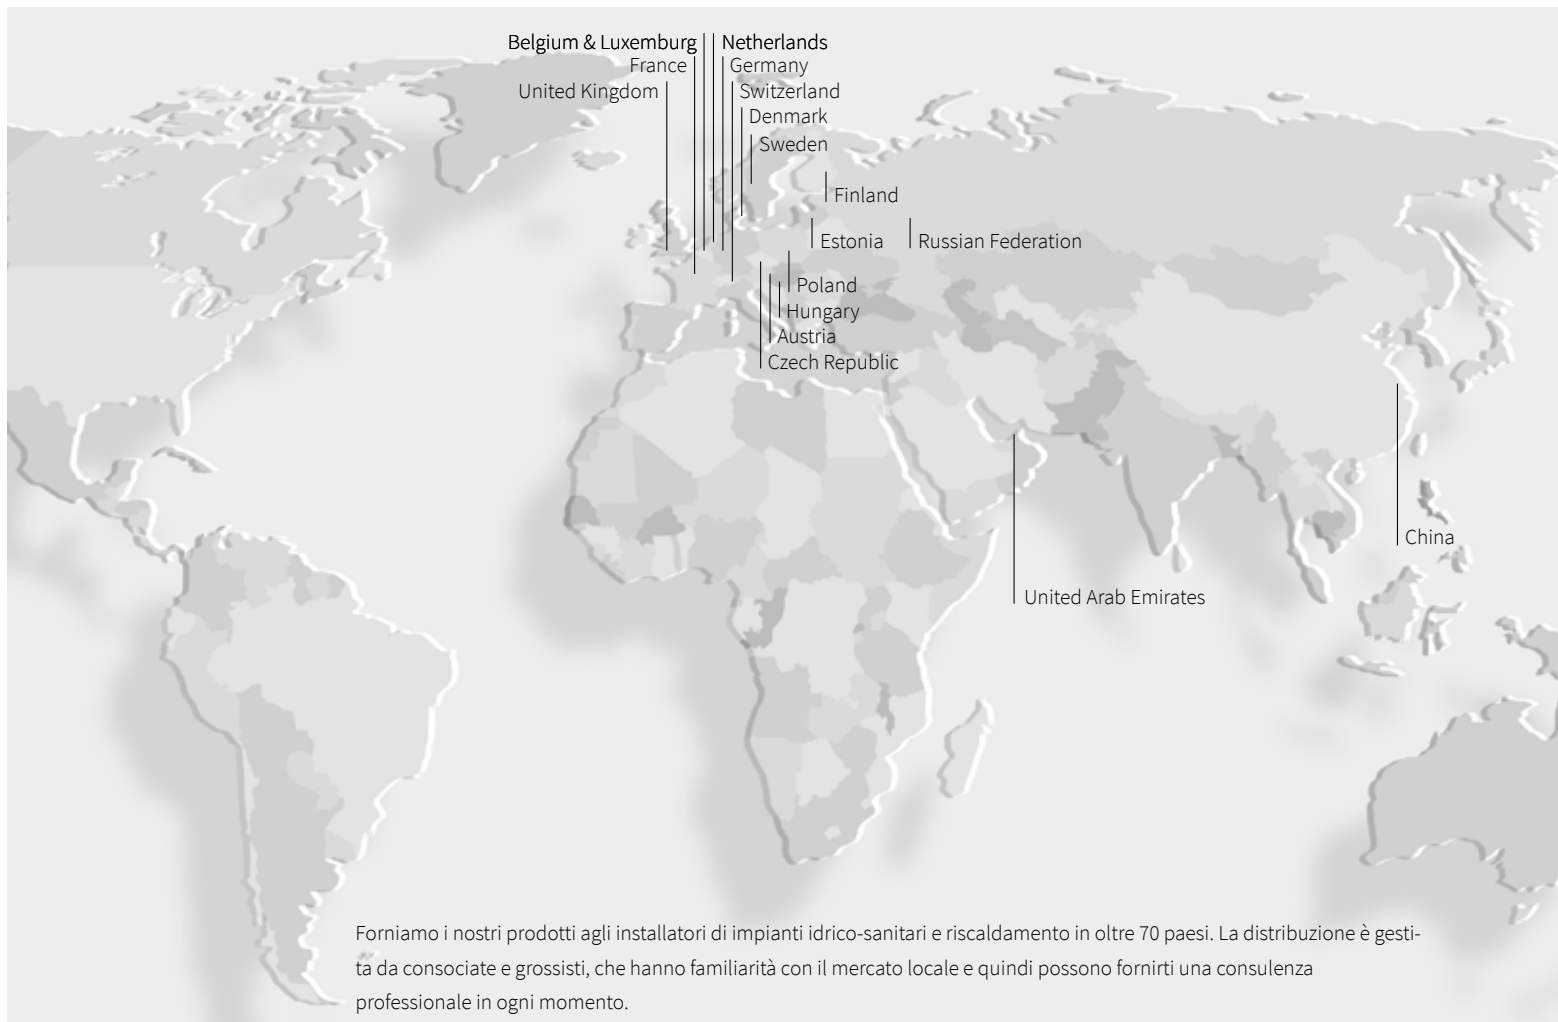 Belgium & Luxemburg
Netherlands
France
Germany
United Kingdom
Switzerland
Denmark
Sweden
Finland
Estonia
Russian Federation
Poland
Hungary
Austria
Czech Republic
China
United Arab Emirates
Forniamo i nostri prodotti agli installatori di impianti idrico-sanitari e riscaldamento in oltre 70 paesi. La distribuzione è gesti-
ta da consociate e grossisti, che hanno familiarità con il mercato locale e quindi possono fornirti una consulenza
professionale in ogni momento.